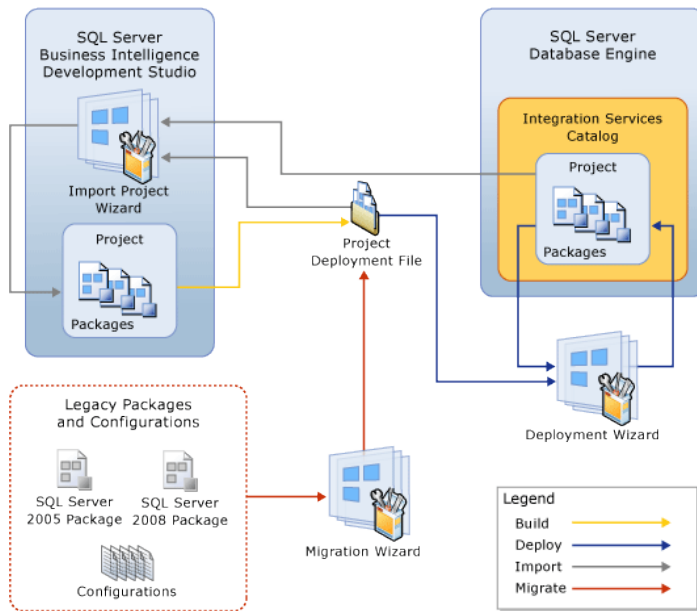 SQL Server
Business Intelligence
Development Studio
Import Project
Wizard
Project
Packages
Project
Deployment File
SQL Server
Database Engine
Integration Services
Catalog
Project
Packages
Deployment Wizard
Legacy Packages
and Configurations
SQL Server
2005 Package
SQL Server
2008 Package
Configurations
Migration Wizard
Legend
Build
Deploy
Import
Migrate